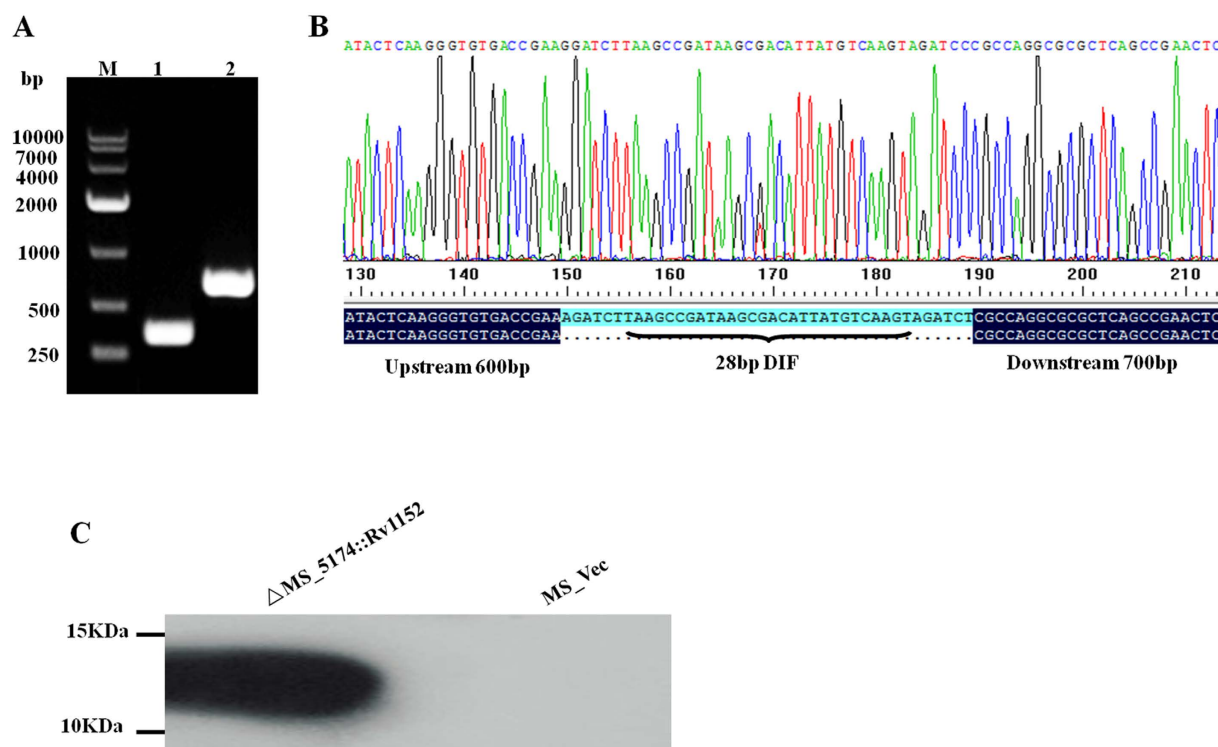 A
bp
M 1 2
10000
7000
4000
2000
1000
500
250
B
ATACTCAAGGGTGTGACCGAAGGATCTTAAGCCGATAAGCGACATTATGTCAAGTAGATCCCGCCAGGCGCGCTCAGCCGAACTC
130 140 150 160 170 180 190 200 210
ATACTCAAGGGTGTGACCGAAAGATCTTAAGCCGATAAGCGACATTATGTCAAGTAGATCTCGCCAGGCGCGCTCAGCCGAACTC
ATACTCAAGGGTGTGACCGAA.......................................CGCCAGGCGCGCTCAGCCGAACTC
Upstream 600bp 28bp DIF Downstream 700bp
C
△MS_5174::Rv1152 MS_Vec
15KDa
10KDa